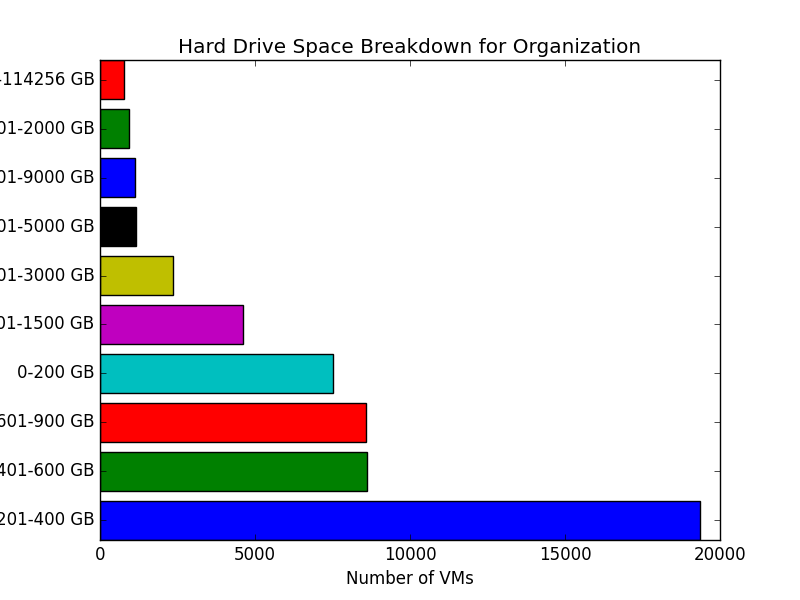 Hard Drive Space Breakdown for Organization
-114256 GB
01-2000 GB
01-9000 GB
01-5000 GB
01-3000 GB
01-1500 GB
0-200 GB
601-900 GB
401-600 GB
201-400 GB
0 5000 10000 15000 20000
Number of VMs